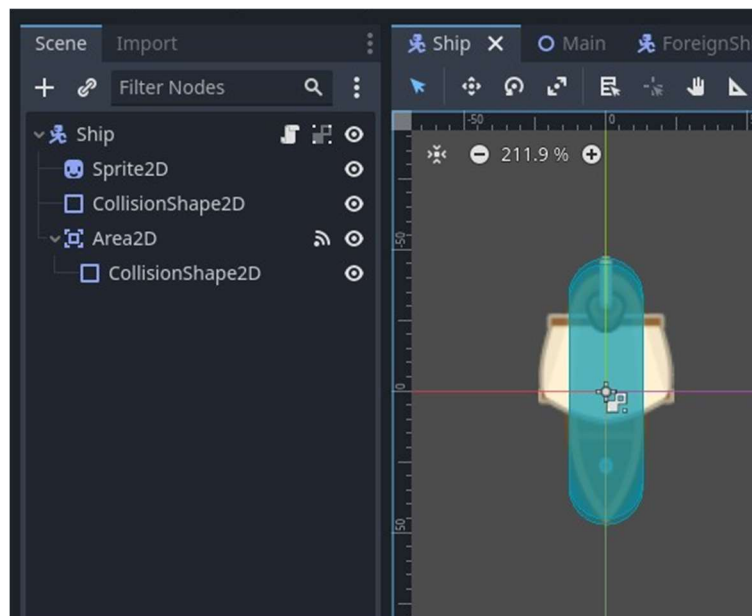 Scene Import
Filter Nodes
Ship
Sprite2D
CollisionShape2D
Area2D
CollisionShape2D
Ship Main ForeignSh
-50 0
211.9 %
-50
0
50